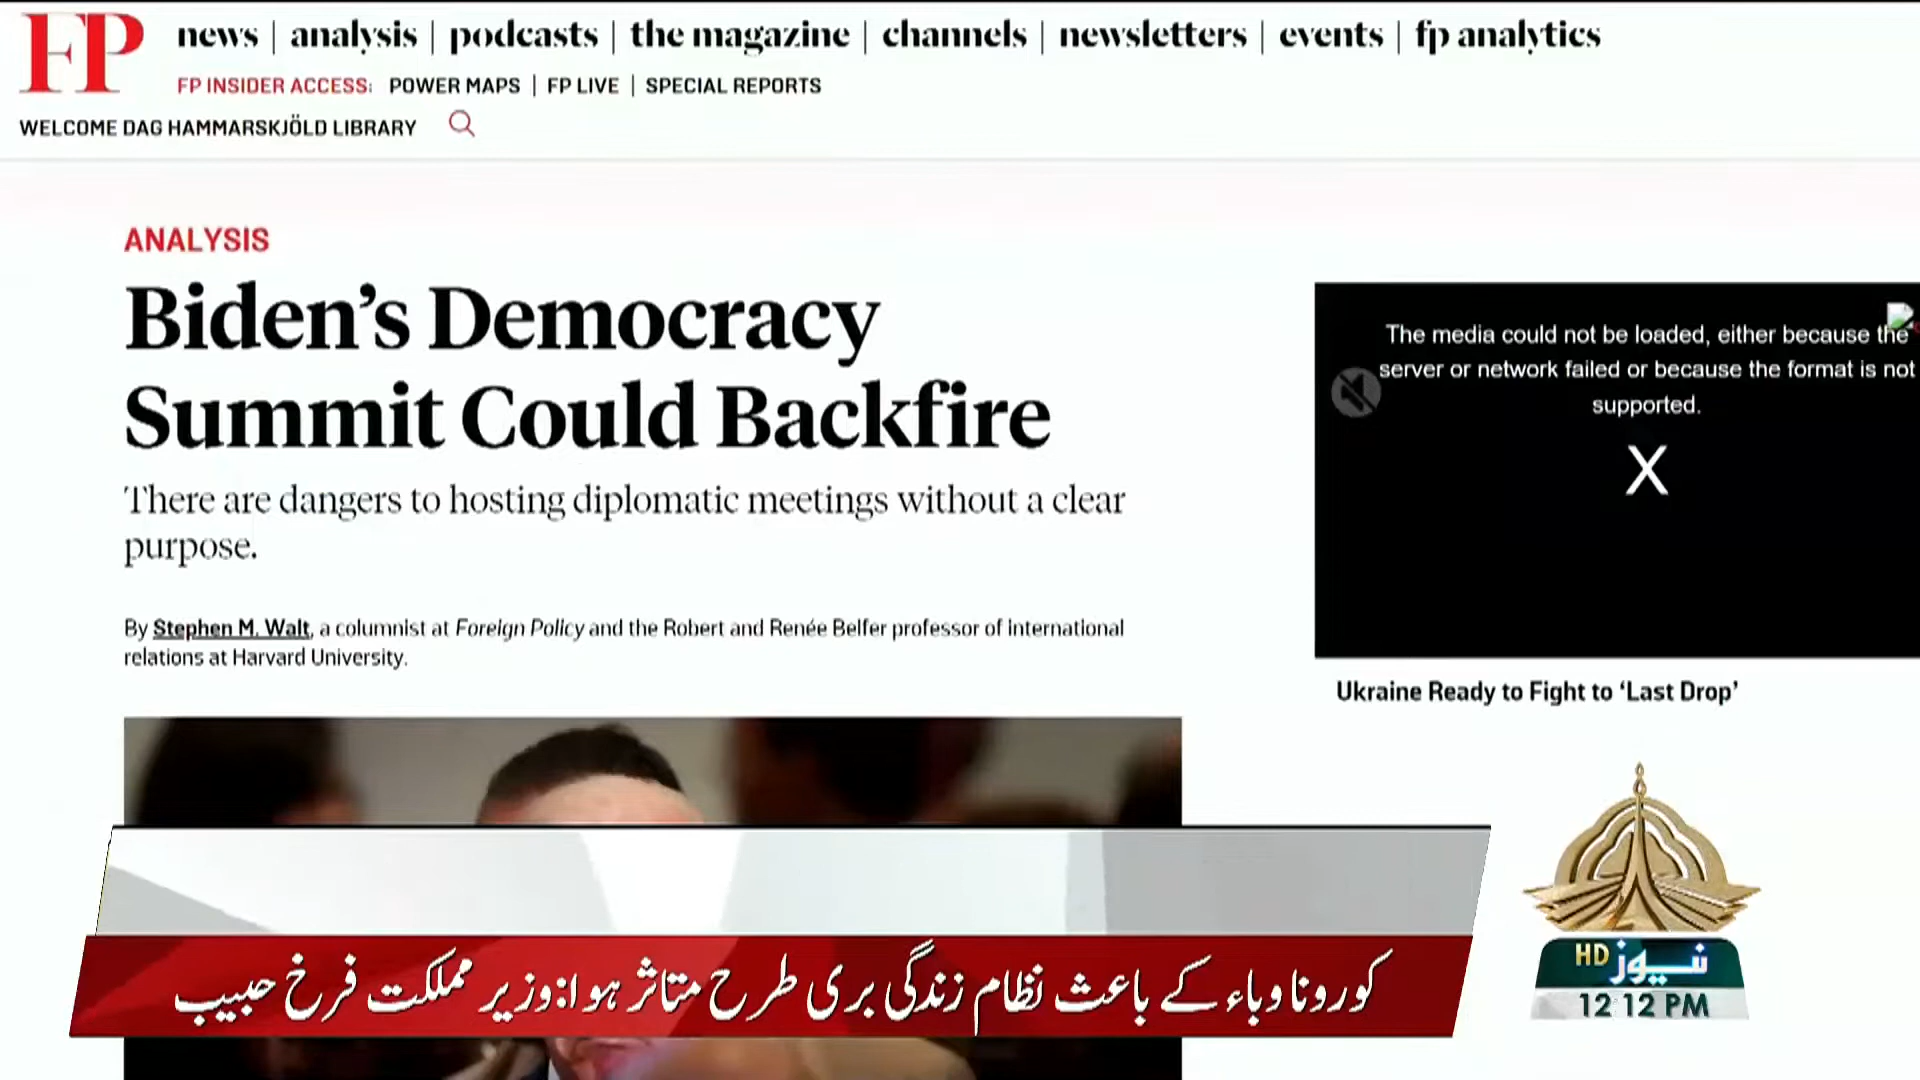 FP
news | analysis | podcasts | the magazine | channels | newsletters | events | fp analytics
FP INSIDER ACCESS: POWER MAPS | FP LIVE | SPECIAL REPORTS
WELCOME DAG HAMMARSKJÖLD LIBRARY
ANALYSIS
Biden’s Democracy
Summit Could Backfire
There are dangers to hosting diplomatic meetings without a clear
purpose.
By Stephen M. Walt, a columnist at Foreign Policy and the Robert and Renée Belfer professor of international
relations at Harvard University.
The media could not be loaded, either because the
server or network failed or because the format is not
supported.
X
Ukraine Ready to Fight to ‘Last Drop’
کورونا وباء کے باعث نظام زندگی بری طرح متاثر ہوا:وزیر مملکت فرخ حبیب
نیوز HD
12 12 PM